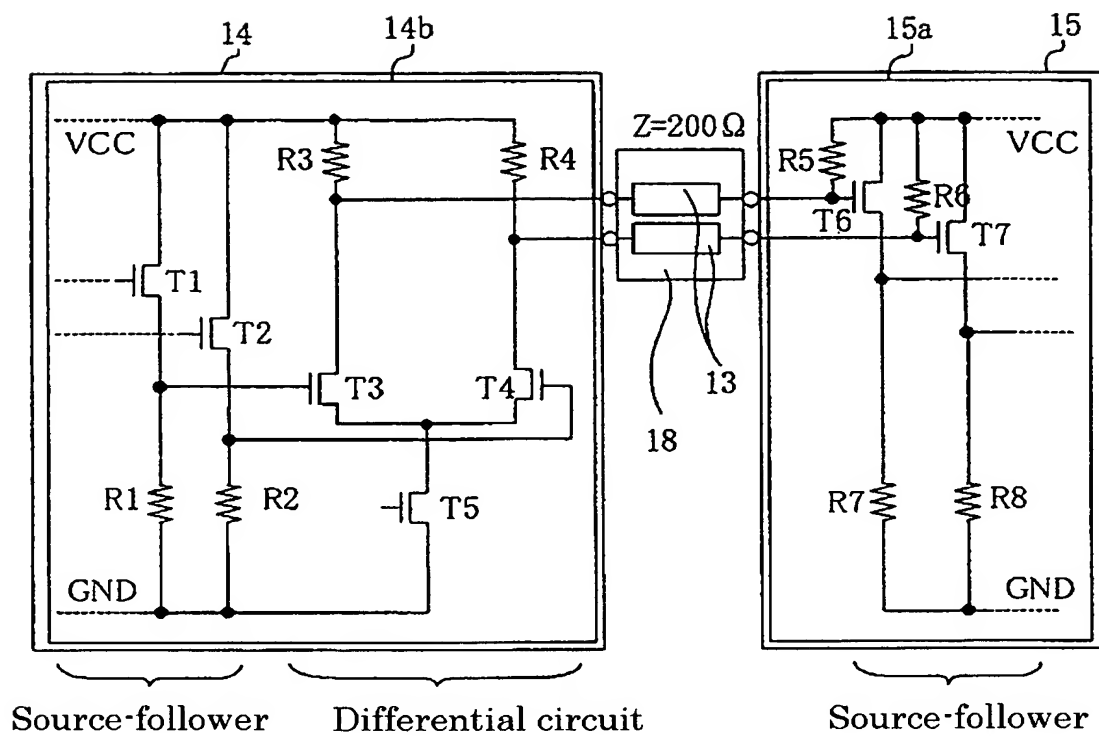 14
14b
15a
15
VCC
R3
R4
Z=200Ω
R5
R6
VCC
T6
T7
T1
T2
T3
T4
13
18
R1
R2
T5
R7
R8
GND
GND
Source-follower
Differential circuit
Source-follower